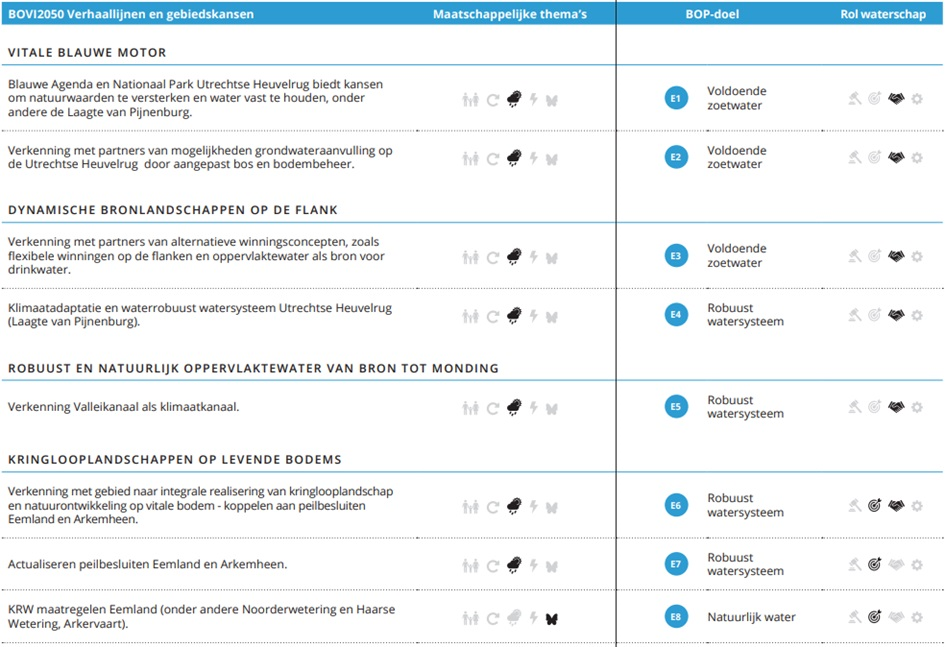 BOVI2050 Verhaallijnen en gebiedskansen Maatschappelijke thema's BOP-doel Rol waterschap
VITALE BLAUWE MOTOR
Blauwe Agenda en Nationaal Park Utrechtse Heuvelrug biedt kansen
om natuurwaarden te versterken en water vast te houden, onder
andere de Laagte van Pijnenburg.
E1
Voldoende
zoetwater
Verkenning met partners van mogelijkheden grondwateraanvulling op
de Utrechtse Heuvelrug door aangepast bos en bodembeheer.
E2
Voldoende
zoetwater
DYNAMISCHE BRONLANDSCHAPPEN OP DE FLANK
Verkenning met partners van alternatieve winningsconcepten, zoals
flexibele winningen op de flanken en oppervlaktewater als bron voor
drinkwater.
E3
Voldoende
zoetwater
Klimaatadaptatie en waterrobuust watersysteem Utrechtse Heuvelrug
(Laagte van Pijnenburg).
E4
Robuust
watersysteem
ROBUUST EN NATUURLIJK OPPERVLAKTEWATER VAN BRON TOT MONDING
Verkenning Valleikanaal als klimaatkanaal.
E5
Robuust
watersysteem
KRINGLOOPLANDSCHAPPEN OP LEVENDE BODEMS
Verkenning met gebied naar integrale realisering van kringlooplandschap
en natuurontwikkeling op vitale bodem - koppelen aan peilbesluiten
Eemland en Arkemheen.
E6
Robuust
watersysteem
Actualiseren peilbesluiten Eemland en Arkemheen.
E7
Robuust
watersysteem
KRW maatregelen Eemland (onder andere Noorderwetering en Haarse
Wetering, Arkervaart).
E8
Natuurlijk water